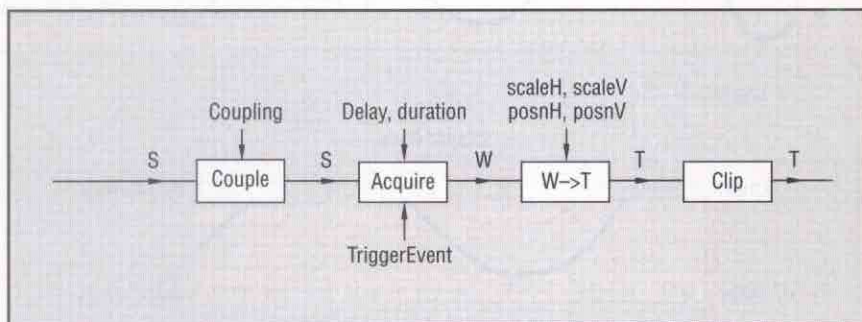 scaleH, scaleV
Coupling Delay, duration posnH, posnV
S S W T T
Couple Acquire W–>T Clip
TriggerEvent